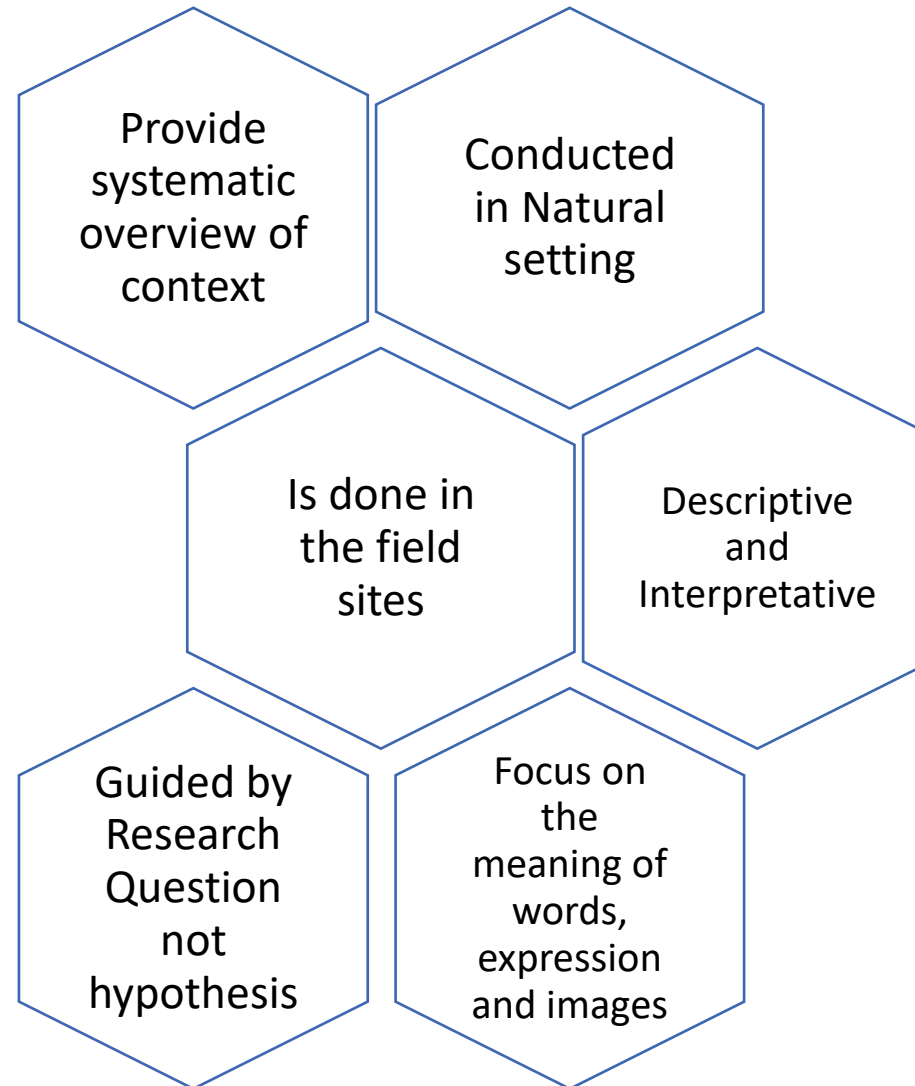 Provide
systematic
overview of
context
Conducted
in Natural
setting
Is done in
the field
sites
Descriptive
and
Interpretative
Guided by
Research
Question
not
hypothesis
Focus on
the
meaning of
words,
expression
and images